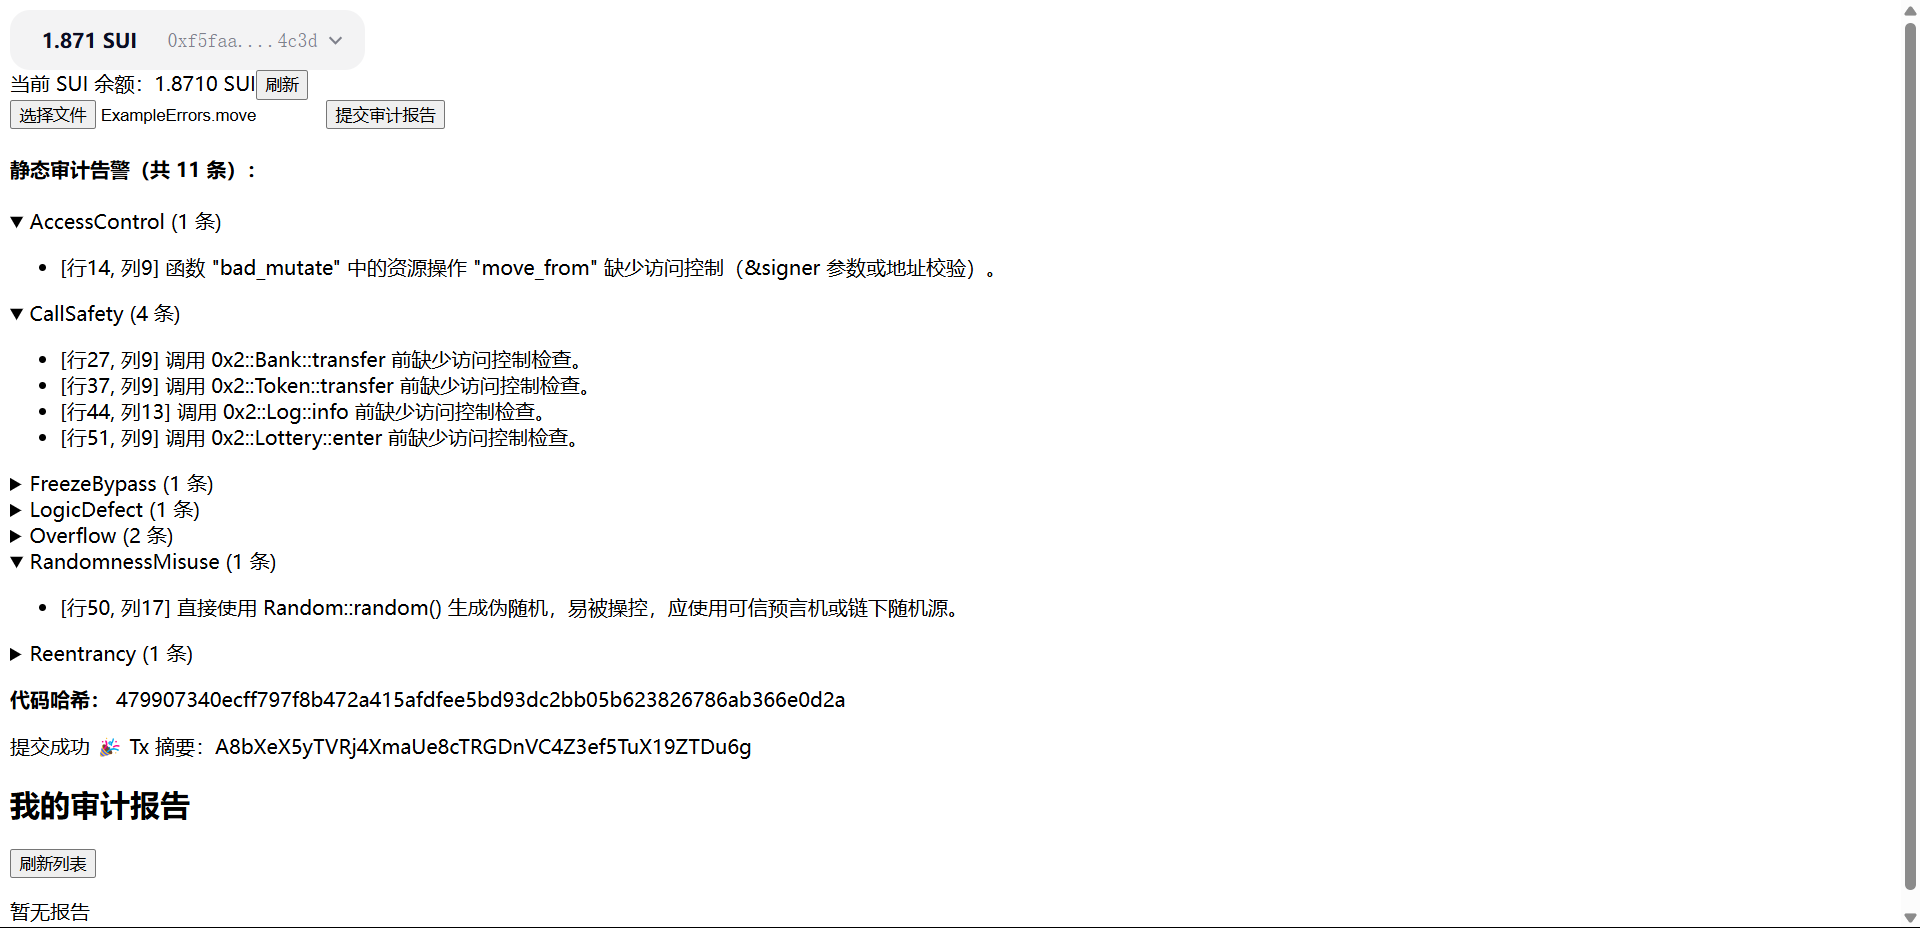 1.871 SUI 0xf5faa....4c3d
当前 SUI 余额：1.8710 SUI 刷新
选择文件 ExampleErrors.move 提交审计报告
静态审计告警（共 11 条）：
▼ AccessControl (1 条)
• [行14, 列9] 函数 "bad_mutate" 中的资源操作 "move_from" 缺少访问控制（&signer 参数或地址校验）。
▼ CallSafety (4 条)
• [行27, 列9] 调用 0x2::Bank::transfer 前缺少访问控制检查。
• [行37, 列9] 调用 0x2::Token::transfer 前缺少访问控制检查。
• [行44, 列13] 调用 0x2::Log::info 前缺少访问控制检查。
• [行51, 列9] 调用 0x2::Lottery::enter 前缺少访问控制检查。
▶ FreezeBypass (1 条)
▶ LogicDefect (1 条)
▶ Overflow (2 条)
▼ RandomnessMisuse (1 条)
• [行50, 列17] 直接使用 Random::random() 生成伪随机，易被操控，应使用可信预言机或链下随机源。
▶ Reentrancy (1 条)
代码哈希： 479907340ecff797f8b472a415afdfee5bd93dc2bb05b623826786ab366e0d2a
提交成功 🎉 Tx 摘要：A8bXeX5yTVRj4XmaUe8cTRGDnVC4Z3ef5TuX19ZTDu6g
我的审计报告
刷新列表
暂无报告